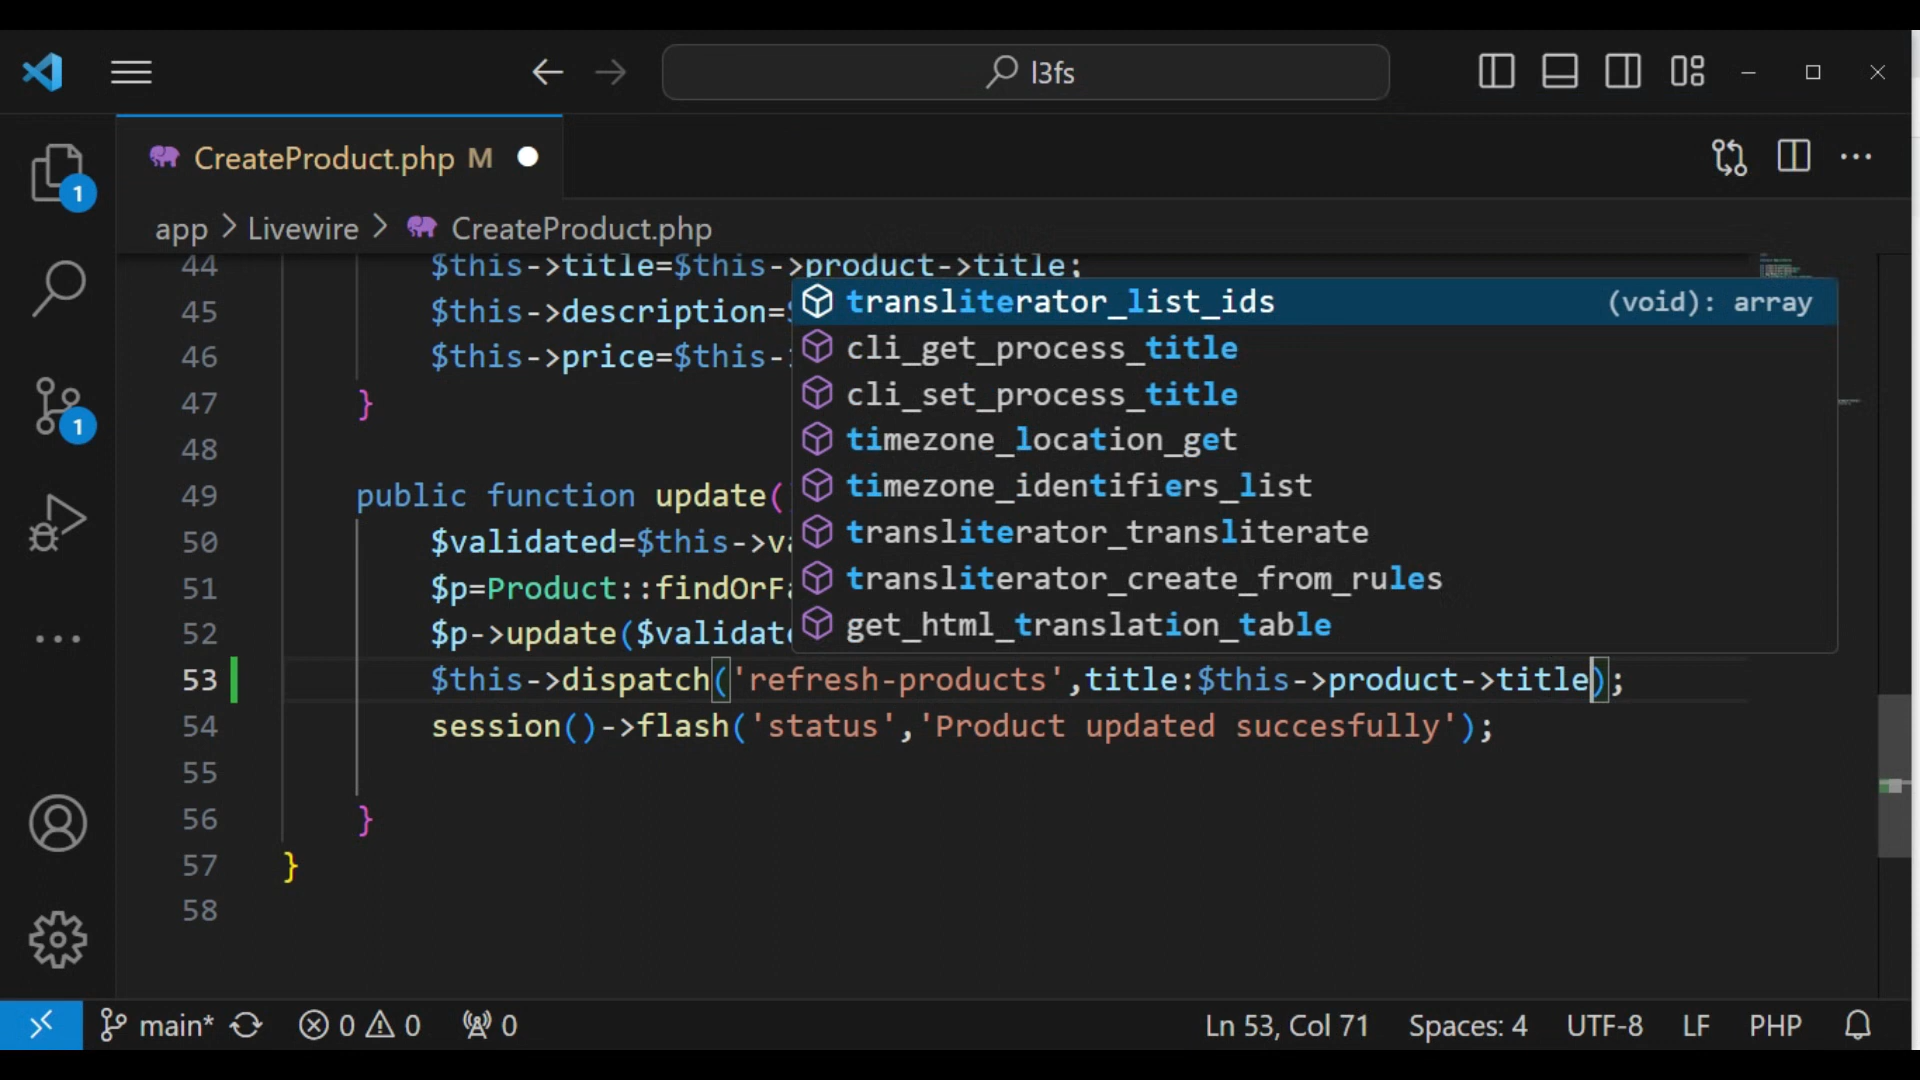 l3fs
CreateProduct.php M
1
app > Livewire > CreateProduct.php
44 $this->title=$this->product->title;
45 $this->description=
46 $this->price=$this-
47 }
48
49 public function update(
50 $validated=$this->va
51 $p=Product::findOrFa
52 $p->update($validate
53 $this->dispatch('refresh-products',title:$this->product->title);
54 session()->flash('status','Product updated succesfully');
55
56 }
57 }
58
transliterator_list_ids (void): array
cli_get_process_title
cli_set_process_title
timezone_location_get
timezone_identifiers_list
transliterator_transliterate
transliterator_create_from_rules
get_html_translation_table
1
main* 0 0 0 Ln 53, Col 71 Spaces: 4 UTF-8 LF PHP